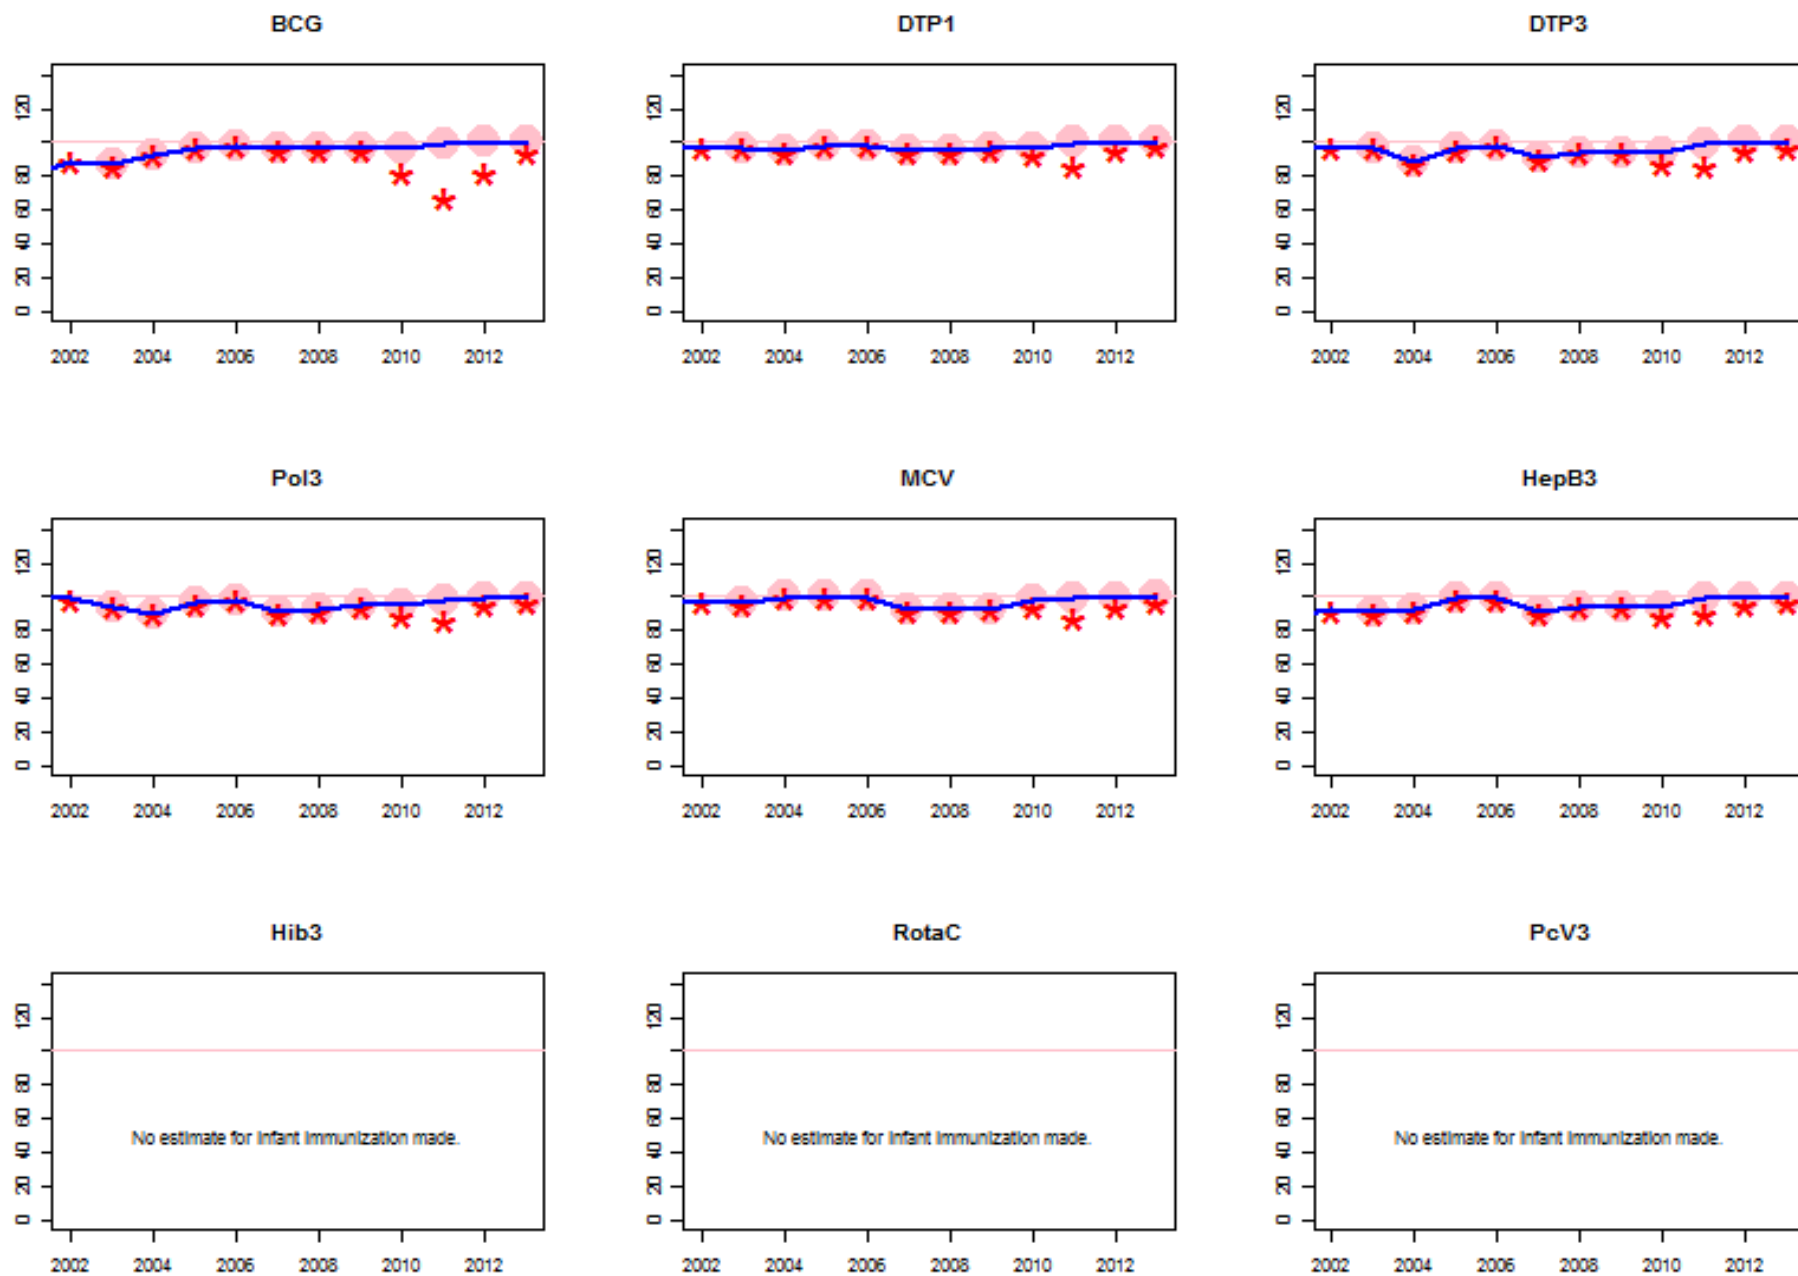 BCG DTP1 DTP3
120 120 120
80 80 80
60 60 60
40 40 40
20 20 20
0 0 0
2002 2004 2006 2008 2010 2012 2002 2004 2006 2008 2010 2012 2002 2004 2006 2008 2010 2012
Pol3 MCV HepB3
120 120 120
80 80 80
60 60 60
40 40 40
20 20 20
0 0 0
2002 2004 2006 2008 2010 2012 2002 2004 2006 2008 2010 2012 2002 2004 2006 2008 2010 2012
Hib3 RotaC PcV3
120 120 120
80 80 80
60 60 60
No estimate for infant immunization made. No estimate for infant immunization made. No estimate for infant immunization made.
40 40 40
20 20 20
0 0 0
2002 2004 2006 2008 2010 2012 2002 2004 2006 2008 2010 2012 2002 2004 2006 2008 2010 2012